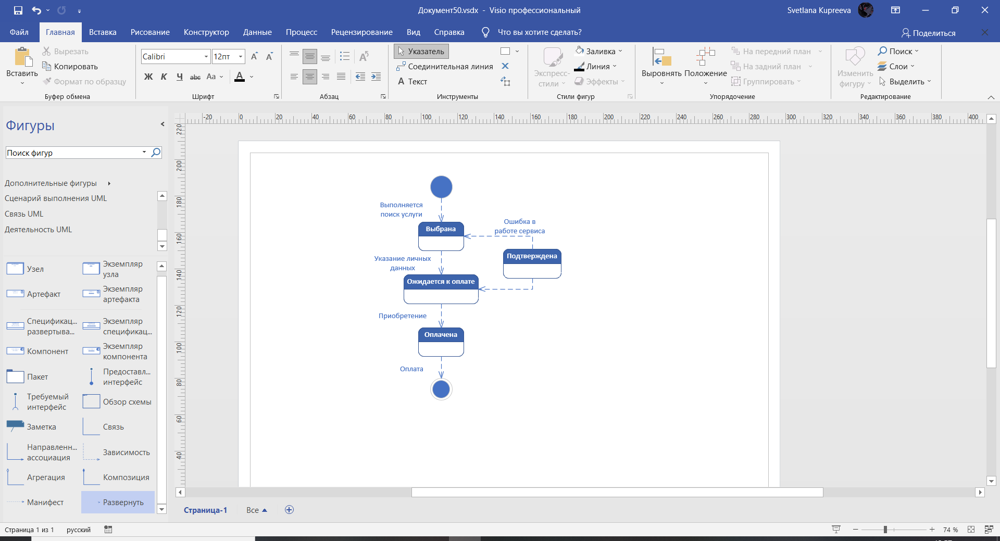 Документ50.vsdx - Visio профессиональный
Svetlana Kupreeva
Файл
Главная
Вставка
Рисование
Конструктор
Данные
Процесс
Рецензирование
Вид
Справка
Что вы хотите сделать?
Поделиться
Вставить
Вырезать
Копировать
Формат по образцу
Буфер обмена
Calibri
12пт
Ж К Ч abc Aa A
Шрифт
Абзац
Указатель
Соединительная линия
Текст
Инструменты
Экспресс-
стили
Заливка
Линия
Эффекты
Стили фигур
Выровнять
Положение
На передний план
На задний план
Группировать
Упорядочение
Изменить
фигуру
Поиск
Слои
Выделить
Редактирование
Фигуры
Поиск фигур
Дополнительные фигуры
Сценарий выполнения UML
Связь UML
Деятельность UML
Узел
Экземпляр
узла
Артефакт
Экземпляр
артефакта
Спецификац...
развертыва...
Экземпляр
спецификац...
Компонент
Экземпляр
компонента
Пакет
Предоставл...
интерфейс
Требуемый
интерфейс
Обзор схемы
Заметка
Связь
Направленн...
ассоциация
Зависимость
Агрегация
Композиция
Манифест
Развернуть
-20 0 20 40 60 80 100 120 140 160 180 200 220 240 260 280 300 320 340 360 380 400
220
200
180
160
140
120
100
80
60
40
Выполняется
поиск услуги
Выбрана
Ошибка в
работе сервиса
Подтверждена
Указание личных
данных
Ожидается к оплате
Приобретение
Оплачена
Оплата
Страница-1
Все
Страница 1 из 1
русский
74 %